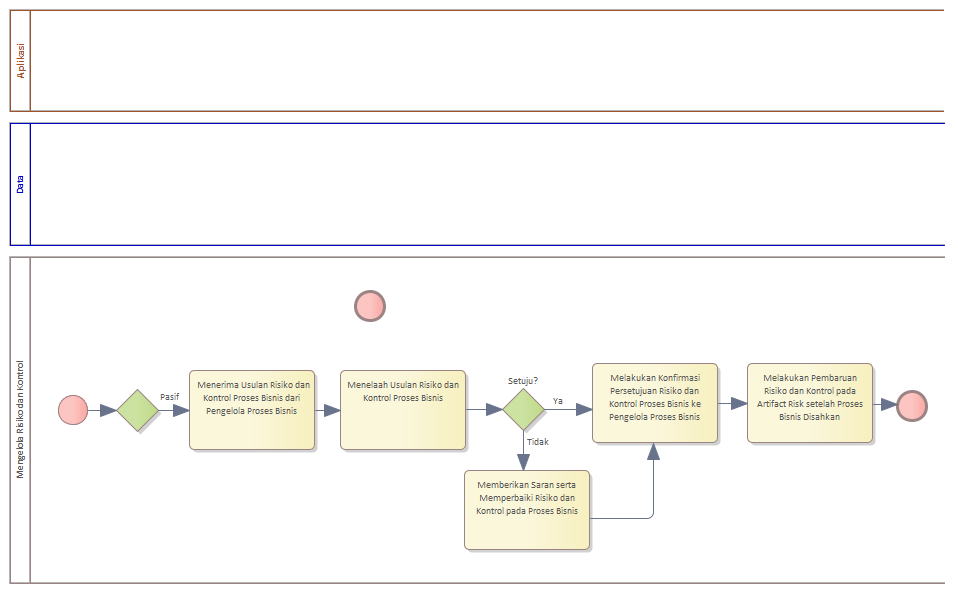 Aplikasi
Data
Mengelola Risiko dan Kontrol
Pasif
Menerima Usulan Risiko dan
Kontrol Proses Bisnis dari
Pengelola Proses Bisnis
Menelaah Usulan Risiko dan
Kontrol Proses Bisnis
Setuju?
Ya
Tidak
Memberikan Saran serta
Memperbaiki Risiko dan
Kontrol pada Proses Bisnis
Melakukan Konfirmasi
Persetujuan Risiko dan
Kontrol Proses Bisnis ke
Pengelola Proses Bisnis
Melakukan Pembaruan
Risiko dan Kontrol pada
Artifact Risk setelah Proses
Bisnis Disahkan